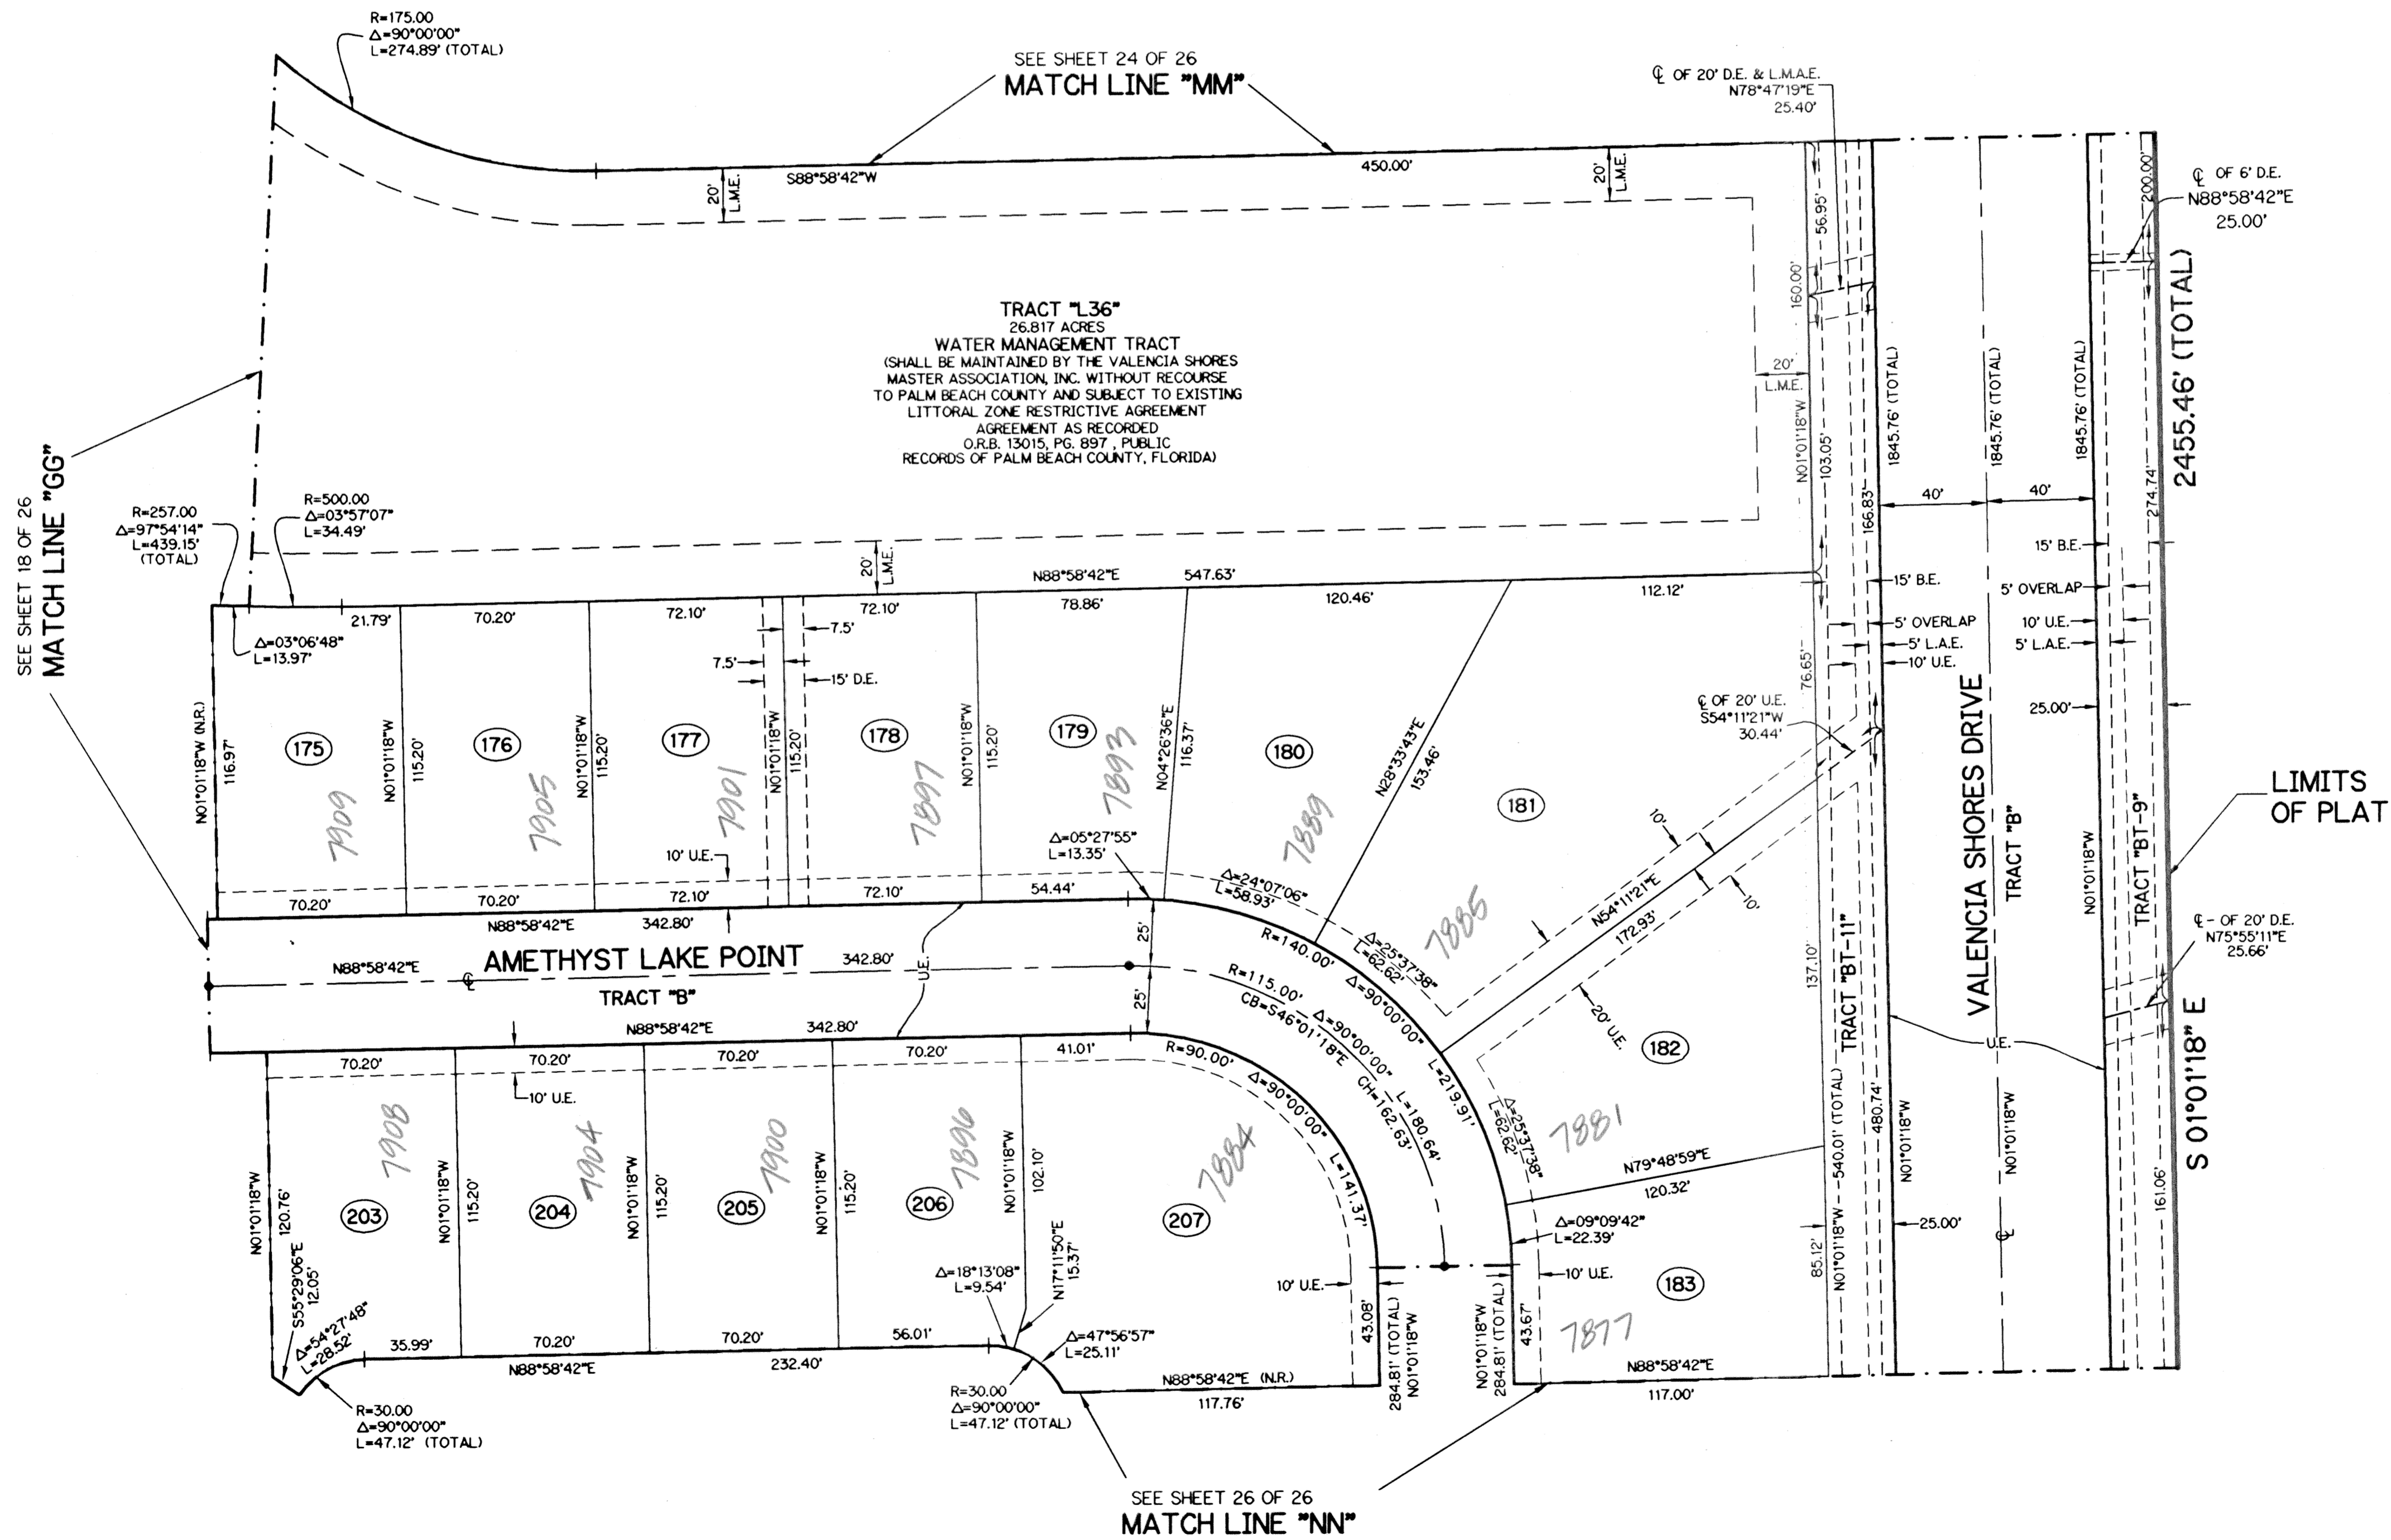 R=175.00
Δ=90°00'00"
L=274.89' (TOTAL)
SEE SHEET 24 OF 26
MATCH LINE "MM"
℄ OF 20' D.E. & L.M.A.E.
N78°47'19"E
25.40'
S88°58'42"W
450.00'
20'
L.M.E.
20'
L.M.E.
56.95'
160.00'
200.00'
℄ OF 6' D.E.
N88°58'42"E
25.00'
TRACT "L36"
26.817 ACRES
WATER MANAGEMENT TRACT
(SHALL BE MAINTAINED BY THE VALENCIA SHORES
MASTER ASSOCIATION, INC. WITHOUT RECOURSE
TO PALM BEACH COUNTY AND SUBJECT TO EXISTING
LITTORAL ZONE RESTRICTIVE AGREEMENT
AGREEMENT AS RECORDED
O.R.B. 13015, PG. 897 , PUBLIC
RECORDS OF PALM BEACH COUNTY, FLORIDA)
20'
L.M.E.
N01°01'18"W
103.05'
166.83'
1845.76' (TOTAL)
1845.76' (TOTAL)
1845.76' (TOTAL)
2455.46' (TOTAL)
274.74'
40'
40'
SEE SHEET 18 OF 26
MATCH LINE "GG"
R=257.00
Δ=97°54'14"
L=439.15'
(TOTAL)
R=500.00
Δ=03°57'07"
L=34.49'
20'
L.M.E.
N88°58'42"E
547.63'
15' B.E.
5' OVERLAP
10' U.E.
5' L.A.E.
15' B.E.
5' OVERLAP
5' L.A.E.
10' U.E.
21.79'
70.20'
72.10'
72.10'
78.86'
120.46'
112.12'
Δ=03°06'48"
L=13.97'
7.5'
7.5'
15' D.E.
76.65'
℄ OF 20' U.E.
S54°11'21"W
30.44'
25.00'
N01°01'18"W (N.R.)
116.97'
175
7909
N01°01'18"W
115.20'
176
7905
N01°01'18"W
115.20'
177
7901
N01°01'18"W
115.20'
178
7897
N01°01'18"W
115.20'
179
7893
N04°26'36"E
116.37'
180
7889
N28°33'43"E
153.46'
181
7885
VALENCIA SHORES DRIVE
TRACT "B"
N01°01'18"W
TRACT "BT-9"
LIMITS
OF PLAT
10' U.E.
Δ=05°27'55"
L=13.35'
Δ=24°07'06"
L=58.93'
10'
10'
N54°11'21"E
172.93'
70.20'
70.20'
72.10'
72.10'
54.44'
N88°58'42"E
342.80'
25'
25'
R=140.00'
Δ=90°00'00"
L=219.91'
Δ=25°37'38"
L=62.62'
N88°58'42"E
℄
AMETHYST LAKE POINT
342.80'
TRACT "B"
U.E.
R=115.00'
Δ=90°00'00"
L=180.64'
CB=S46°01'18"E
CH=162.63'
137.10'
TRACT "BT-11"
℄ - OF 20' D.E.
N75°55'11"E
25.66'
N88°58'42"E
342.80'
20' U.E.
182
7881
U.E.
S 01°01'18" E
70.20'
70.20'
70.20'
70.20'
41.01'
R=90.00'
Δ=90°00'00"
L=141.37'
10' U.E.
Δ=25°37'38"
L=62.62'
N01°01'18"W
540.01' (TOTAL)
480.74'
N01°01'18"W
N01°01'18"W
℄
161.06'
N01°01'18"W
120.76'
203
7908
N01°01'18"W
115.20'
204
7904
N01°01'18"W
115.20'
205
7900
N01°01'18"W
115.20'
206
7896
N01°01'18"W
102.10'
207
7884
N79°48'59"E
120.32'
Δ=09°09'42"
L=22.39'
85.12'
25.00'
S55°29'06"E
12.05'
Δ=54°27'48"
L=28.52'
Δ=18°13'08"
L=9.54'
N17°11'50"E
15.37'
10' U.E.
10' U.E.
183
7877
35.99'
70.20'
70.20'
56.01'
N88°58'42"E
232.40'
Δ=47°56'57"
L=25.11'
43.08'
284.81' (TOTAL)
N01°01'18"W
N01°01'18"W
284.81' (TOTAL)
43.67'
N88°58'42"E
117.00'
N88°58'42"E (N.R.)
117.76'
R=30.00
Δ=90°00'00"
L=47.12' (TOTAL)
R=30.00
Δ=90°00'00"
L=47.12' (TOTAL)
SEE SHEET 26 OF 26
MATCH LINE "NN"